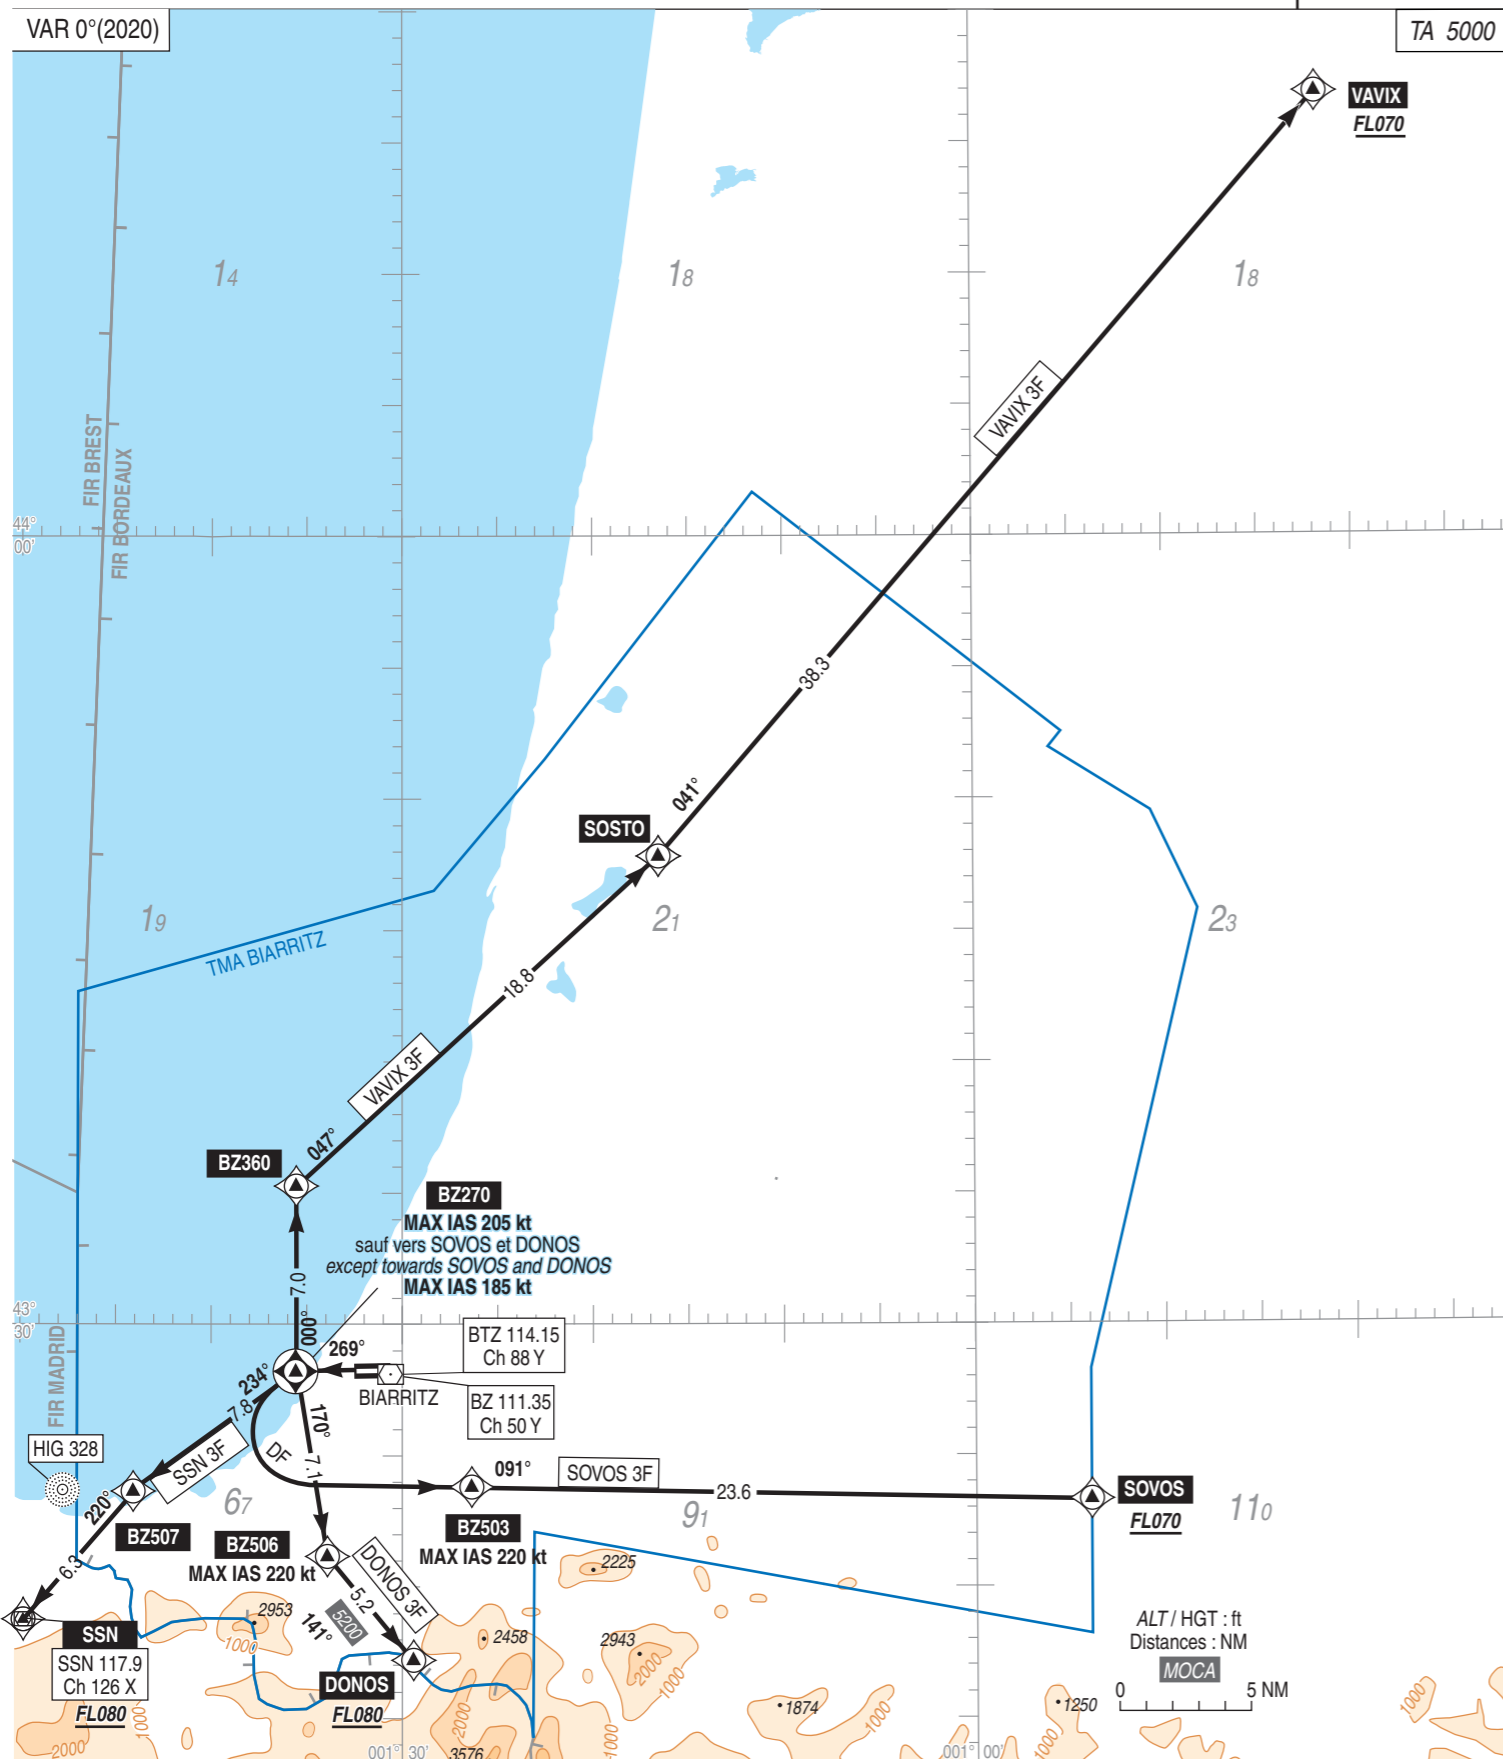 VAR 0°(2020)
TA 5000
VAVIX
FL070
14
18
18
VAVIX 3F
FIR BREST
FIR BORDEAUX
44°
00'
38.3
041°
SOSTO
19
21
23
TMA BIARRITZ
18.8
VAVIX 3F
047°
BZ360
BZ270
MAX IAS 205 kt
sauf vers SOVOS et DONOS
except towards SOVOS and DONOS
MAX IAS 185 kt
7.0
000°
43°
30'
FIR MADRID
269°
BTZ 114.15
Ch 88 Y
BIARRITZ
BZ 111.35
Ch 50 Y
234°
7.8
170°
7.1
DF
HIG 328
SSN 3F
091°
SOVOS 3F
23.6
SOVOS
FL070
220°
67
91
110
BZ507
BZ506
MAX IAS 220 kt
BZ503
MAX IAS 220 kt
6.3
DONOS 3F
5.2
5200
141°
2225
2953
1000
2458
2943
2000
1000
SSN
SSN 117.9
Ch 126 X
FL080
DONOS
FL080
1000
2000
2000
3576
1000
1874
1000
1250
1000
1000
ALT / HGT : ft
Distances : NM
MOCA
0
5 NM
001° 30'
001° 00'